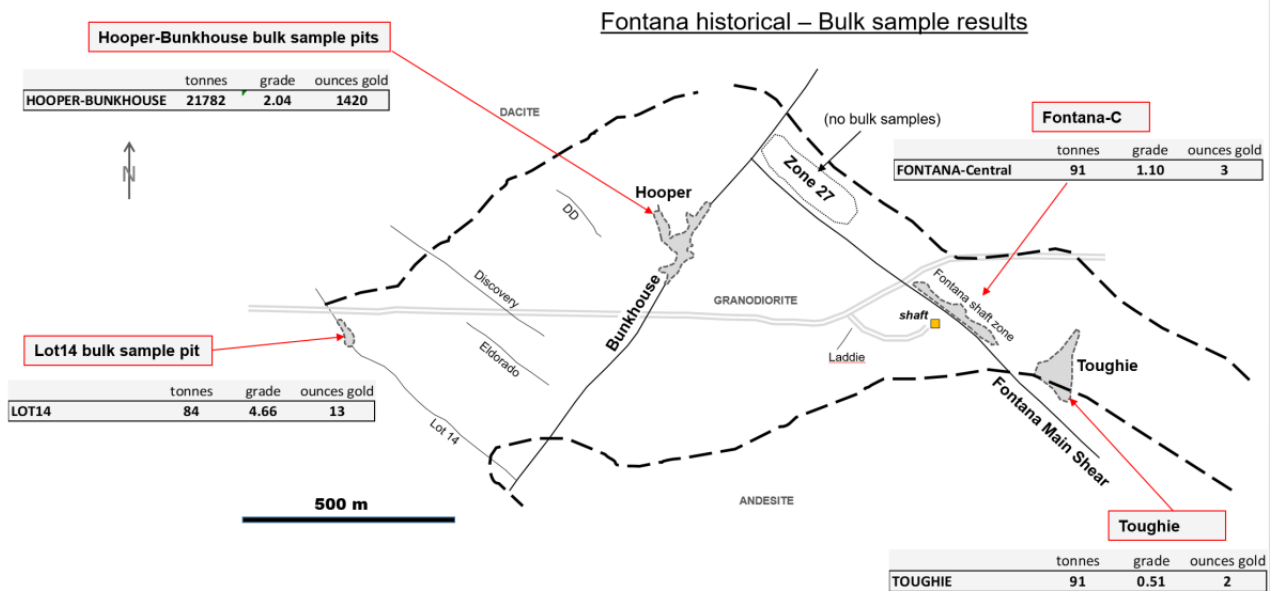 Fontana historical – Bulk sample results
Hooper-Bunkhouse bulk sample pits
tonnes grade ounces gold
HOOPER-BUNKHOUSE 21782 2.04 1420
N
DACITE
(no bulk samples)
Zone 27
Fontana-C
tonnes grade ounces gold
FONTANA-Central 91 1.10 3
Hooper
DD
Discovery
Bunkhouse
GRANODIORITE
Fontana shaft zone
shaft
Laddie
Eldorado
Lot14 bulk sample pit
tonnes grade ounces gold
LOT14 84 4.66 13
Lot 14
Toughie
Fontana Main Shear
500 m
ANDESITE
Toughie
tonnes grade ounces gold
TOUGHIE 91 0.51 2